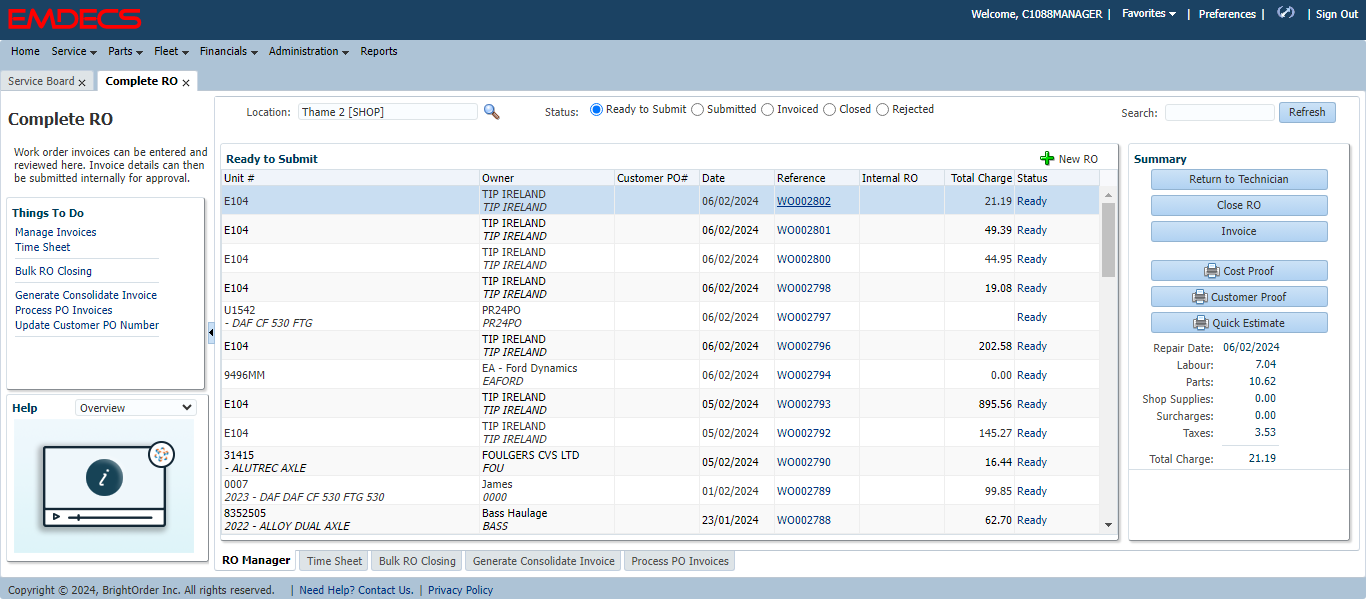 EMDECS
Welcome, C1088MANAGER | Favorites | Preferences | | Sign Out
Home Service Parts Fleet Financials Administration Reports
Service Board x Complete RO x
Complete RO
Work order invoices can be entered and
reviewed here. Invoice details can then
be submitted internally for approval.
Things To Do
Manage Invoices
Time Sheet
Bulk RO Closing
Generate Consolidate Invoice
Process PO Invoices
Update Customer PO Number
Help Overview
i
Location: Thame 2 [SHOP] Status: Ready to Submit Submitted Invoiced Closed Rejected Search: Refresh
Ready to Submit New RO
Unit # Owner Customer PO# Date Reference Internal RO Total Charge Status
E104 TIP IRELAND 06/02/2024 WO002802 21.19 Ready
TIP IRELAND
E104 TIP IRELAND 06/02/2024 WO002801 49.39 Ready
TIP IRELAND
E104 TIP IRELAND 06/02/2024 WO002800 44.95 Ready
TIP IRELAND
E104 TIP IRELAND 06/02/2024 WO002798 19.08 Ready
TIP IRELAND
U1542 PR24PO 06/02/2024 WO002797 Ready
- DAF CF 530 FTG PR24PO
E104 TIP IRELAND 06/02/2024 WO002796 202.58 Ready
TIP IRELAND
9496MM EA - Ford Dynamics 06/02/2024 WO002794 0.00 Ready
EAFORD
E104 TIP IRELAND 05/02/2024 WO002793 895.56 Ready
TIP IRELAND
E104 TIP IRELAND 05/02/2024 WO002792 145.27 Ready
TIP IRELAND
31415 FOULGERS CVS LTD 05/02/2024 WO002790 16.44 Ready
- ALUTREC AXLE FOU
0007 James 01/02/2024 WO002789 99.85 Ready
2023 - DAF DAF CF 530 FTG 530 0000
8352505 Bass Haulage 23/01/2024 WO002788 62.70 Ready
2022 - ALLOY DUAL AXLE BASS
Summary
Return to Technician
Close RO
Invoice
Cost Proof
Customer Proof
Quick Estimate
Repair Date: 06/02/2024
Labour: 7.04
Parts: 10.62
Shop Supplies: 0.00
Surcharges: 0.00
Taxes: 3.53
Total Charge: 21.19
RO Manager Time Sheet Bulk RO Closing Generate Consolidate Invoice Process PO Invoices
Copyright © 2024, BrightOrder Inc. All rights reserved. | Need Help? Contact Us. | Privacy Policy